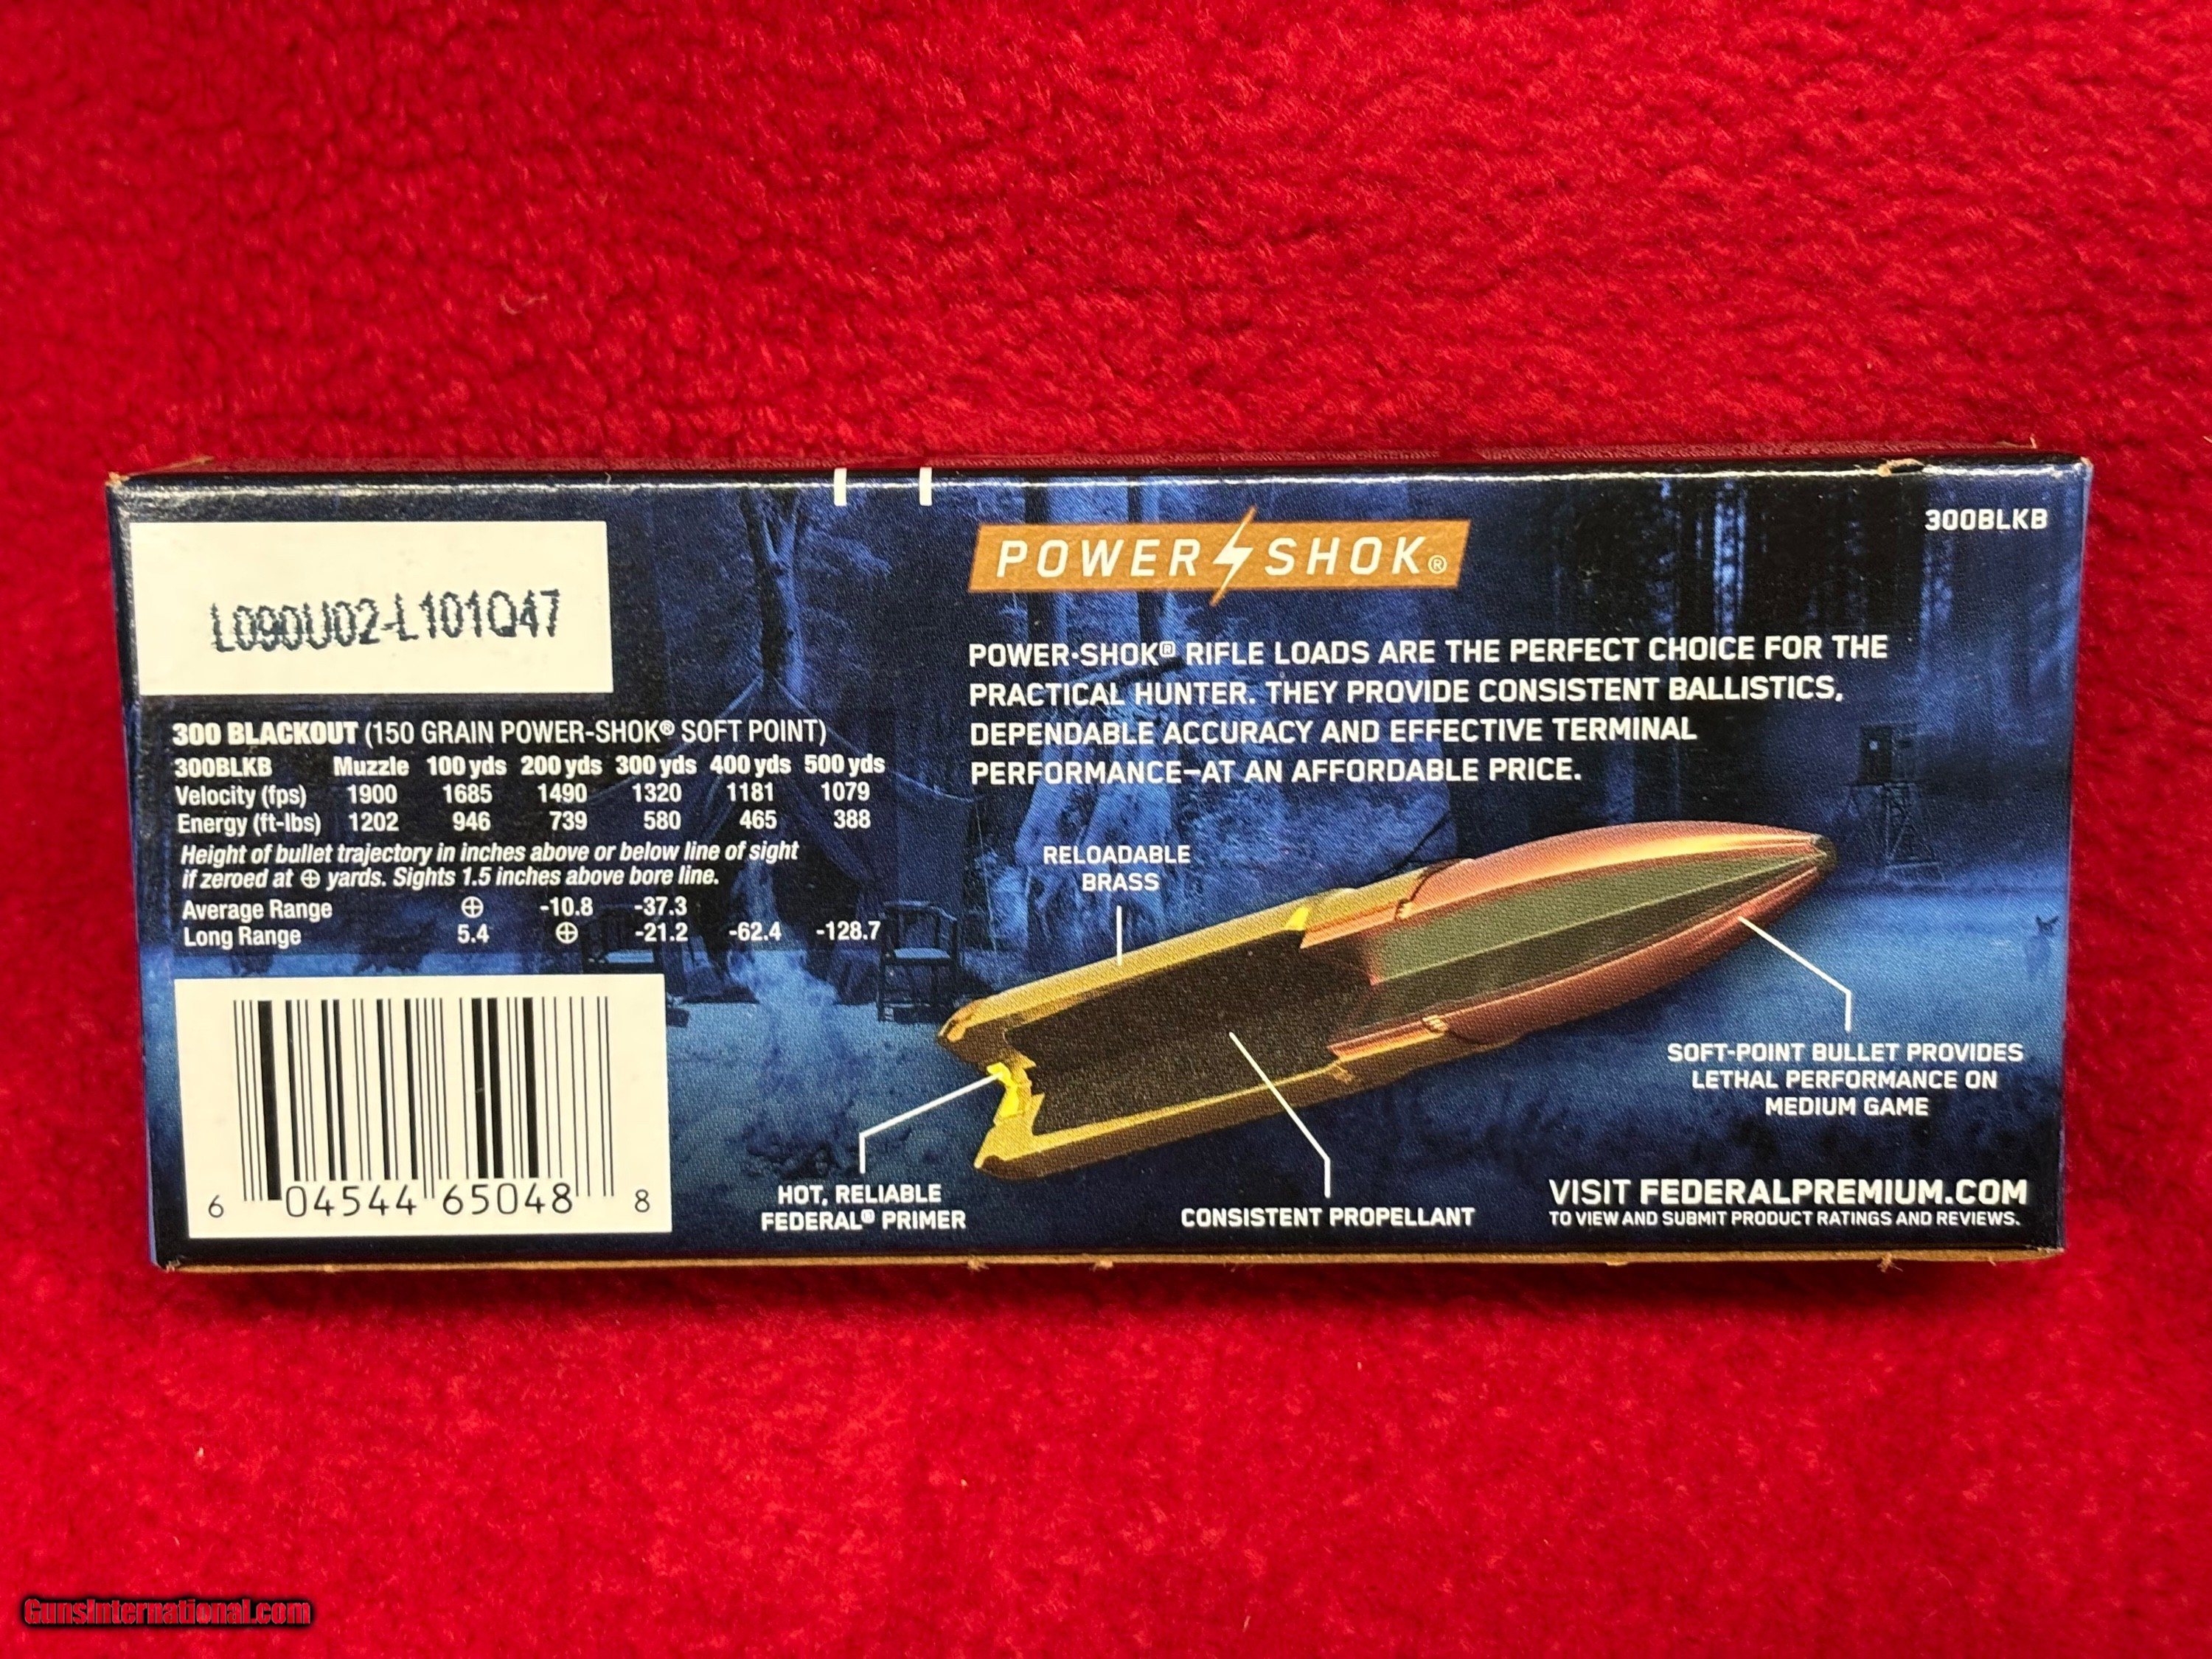 300BLKB
POWER SHOK®
L090U02-L101Q47
POWER·SHOK® RIFLE LOADS ARE THE PERFECT CHOICE FOR THE
PRACTICAL HUNTER. THEY PROVIDE CONSISTENT BALLISTICS,
DEPENDABLE ACCURACY AND EFFECTIVE TERMINAL
PERFORMANCE–AT AN AFFORDABLE PRICE.
300 BLACKOUT (150 GRAIN POWER-SHOK® SOFT POINT)
300BLKB Muzzle 100 yds 200 yds 300 yds 400 yds 500 yds
Velocity (fps) 1900 1685 1490 1320 1181 1079
Energy (ft-lbs) 1202 946 739 580 465 388
Height of bullet trajectory in inches above or below line of sight
if zeroed at ⊕ yards. Sights 1.5 inches above bore line.
Average Range ⊕ -10.8 -37.3
Long Range 5.4 ⊕ -21.2 -62.4 -128.7
RELOADABLE
BRASS
SOFT-POINT BULLET PROVIDES
LETHAL PERFORMANCE ON
MEDIUM GAME
HOT, RELIABLE
FEDERAL® PRIMER
CONSISTENT PROPELLANT
VISIT FEDERALPREMIUM.COM
TO VIEW AND SUBMIT PRODUCT RATINGS AND REVIEWS.
6 04544 65048 8
GunsInternational.com